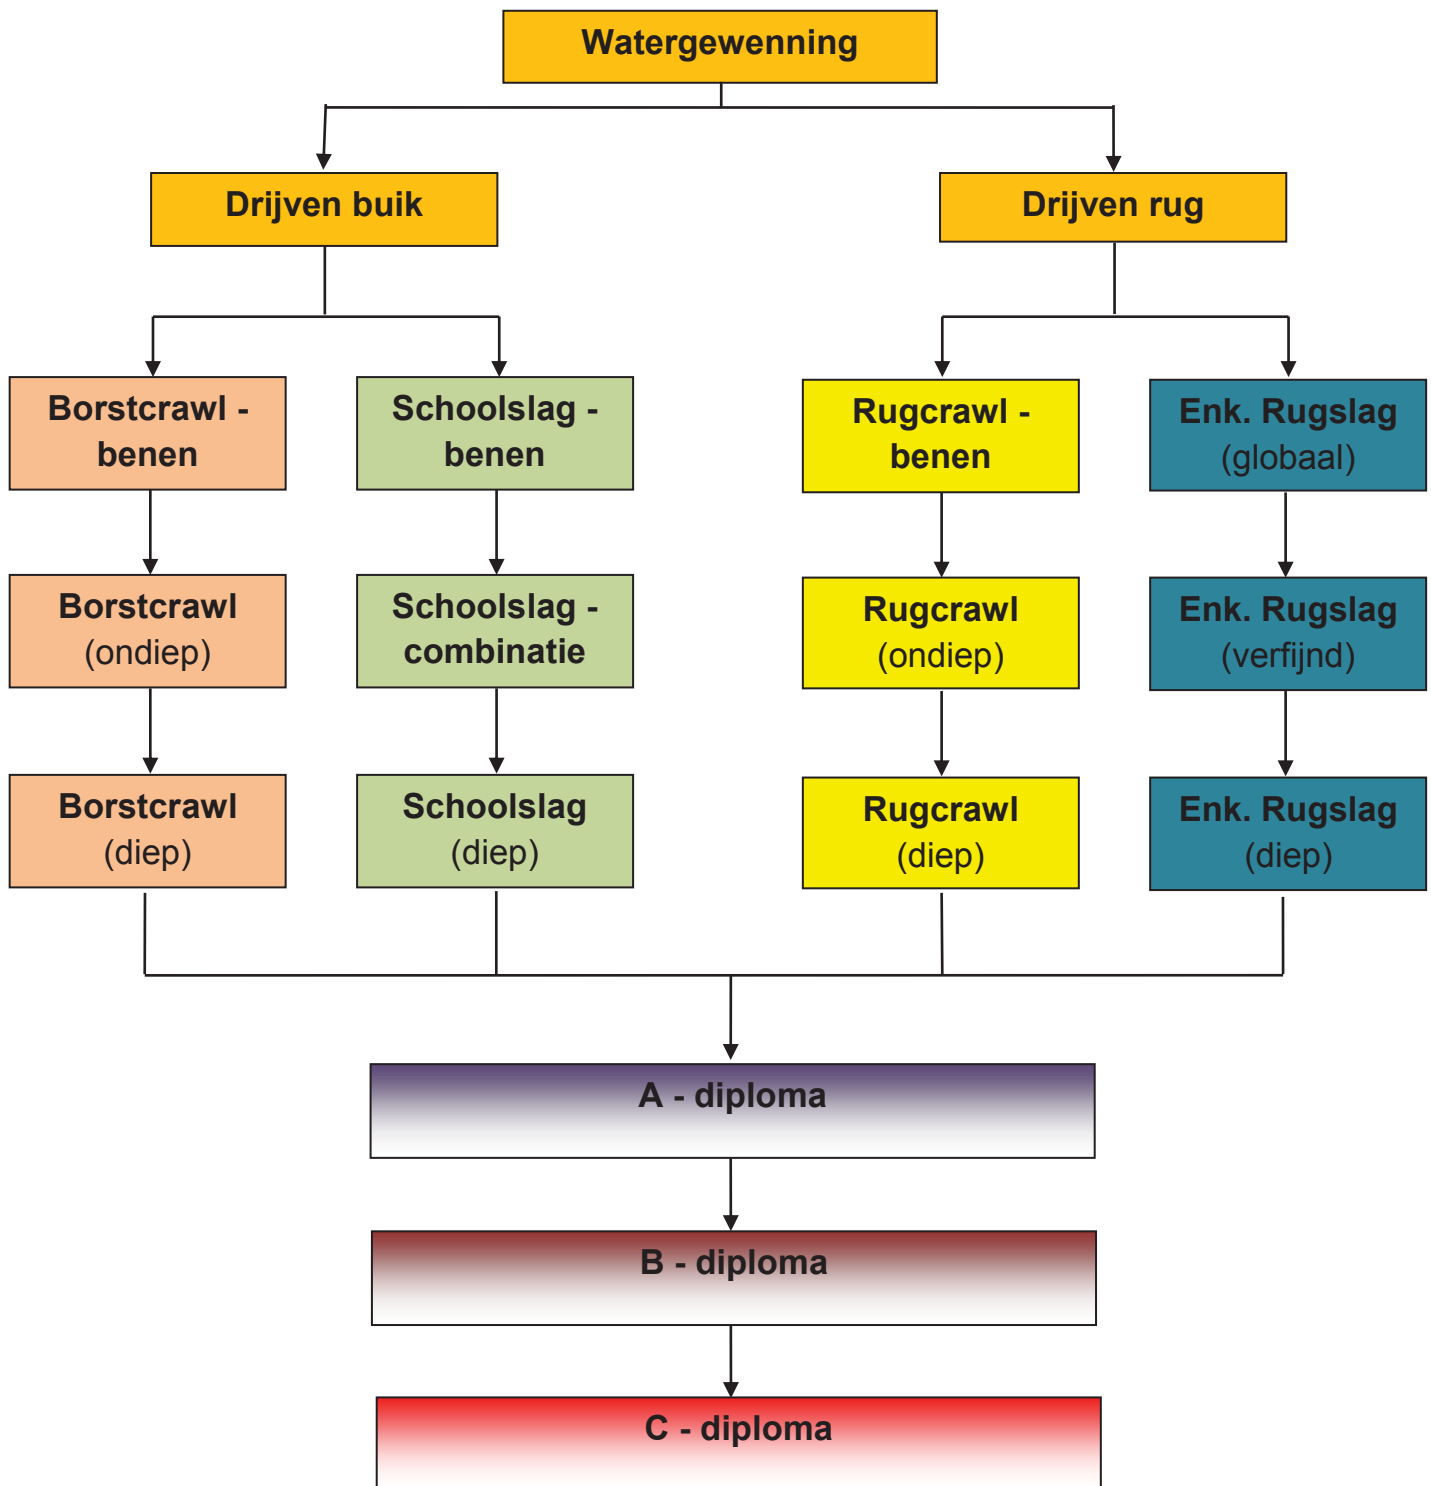 Watergewenning
Drijven buik
Drijven rug
Borstcrawl -
benen
Schoolslag -
benen
Rugcrawl -
benen
Enk. Rugslag
(globaal)
Borstcrawl
(ondiep)
Schoolslag -
combinatie
Rugcrawl
(ondiep)
Enk. Rugslag
(verfijnd)
Borstcrawl
(diep)
Schoolslag
(diep)
Rugcrawl
(diep)
Enk. Rugslag
(diep)
A - diploma
B - diploma
C - diploma